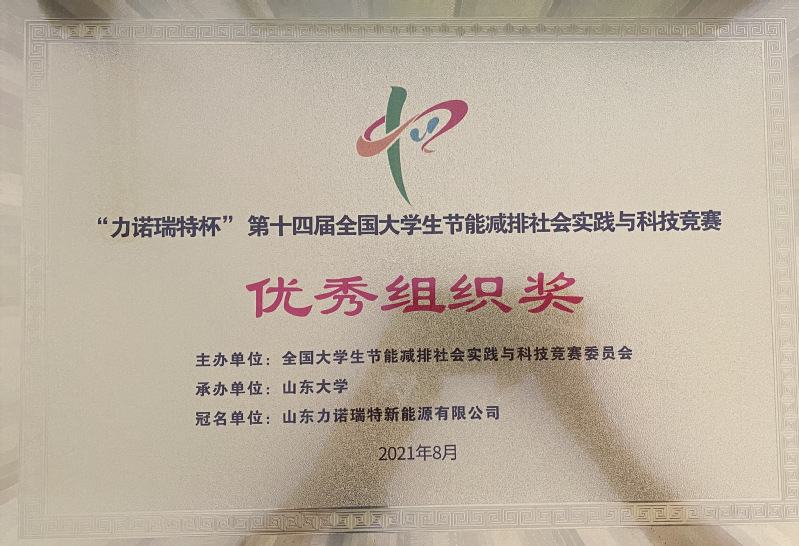 “力诺瑞特杯”第十四届全国大学生节能减排社会实践与科技竞赛
优秀组织奖
主办单位：全国大学生节能减排社会实践与科技竞赛委员会
承办单位：山东大学
冠名单位：山东力诺瑞特新能源有限公司
2021年8月